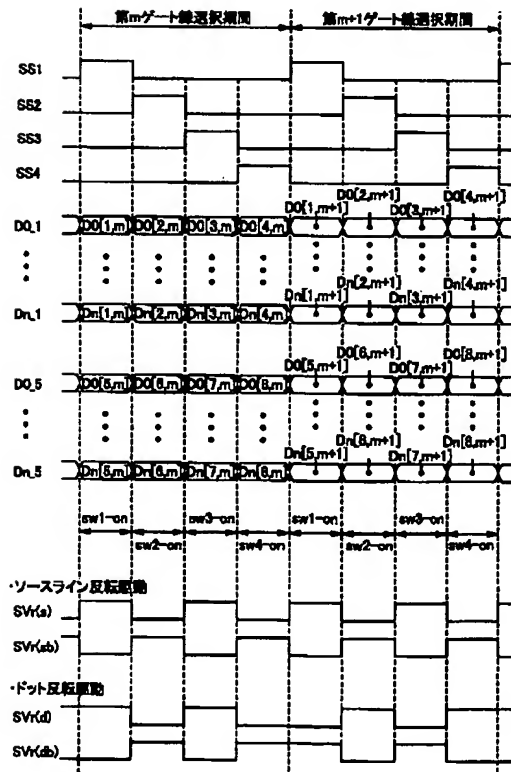 第mゲート線選択期間 第m+1ゲート線選択期間
SS1
SS2
SS3
SS4
D0[2,m+1] D0[4,m+1]
D0[1,m+1] D0[3,m+1]
D0_1 D0[1,m] D0[2,m] D0[3,m] D0[4,m]
Dn[2,m+1] Dn[4,m+1]
Dn[1,m+1] Dn[3,m+1]
Dn_1 Dn[1,m] Dn[2,m] Dn[3,m] Dn[4,m]
D0[6,m+1] D0[8,m+1]
D0[5,m+1] D0[7,m+1]
D0_5 D0[5,m] D0[6,m] D0[7,m] D0[8,m]
Dn[5,m+1] Dn[7,m+1]
Dn_5 Dn[5,m] Dn[6,m] Dn[7,m] Dn[8,m]
sw1-on sw3-on sw1-on sw3-on
sw2-on sw4-on sw2-on sw4-on
・ソースライン反転駆動
SVr(s)
SVr(sb)
・ドット反転駆動
SVr(d)
SVr(db)